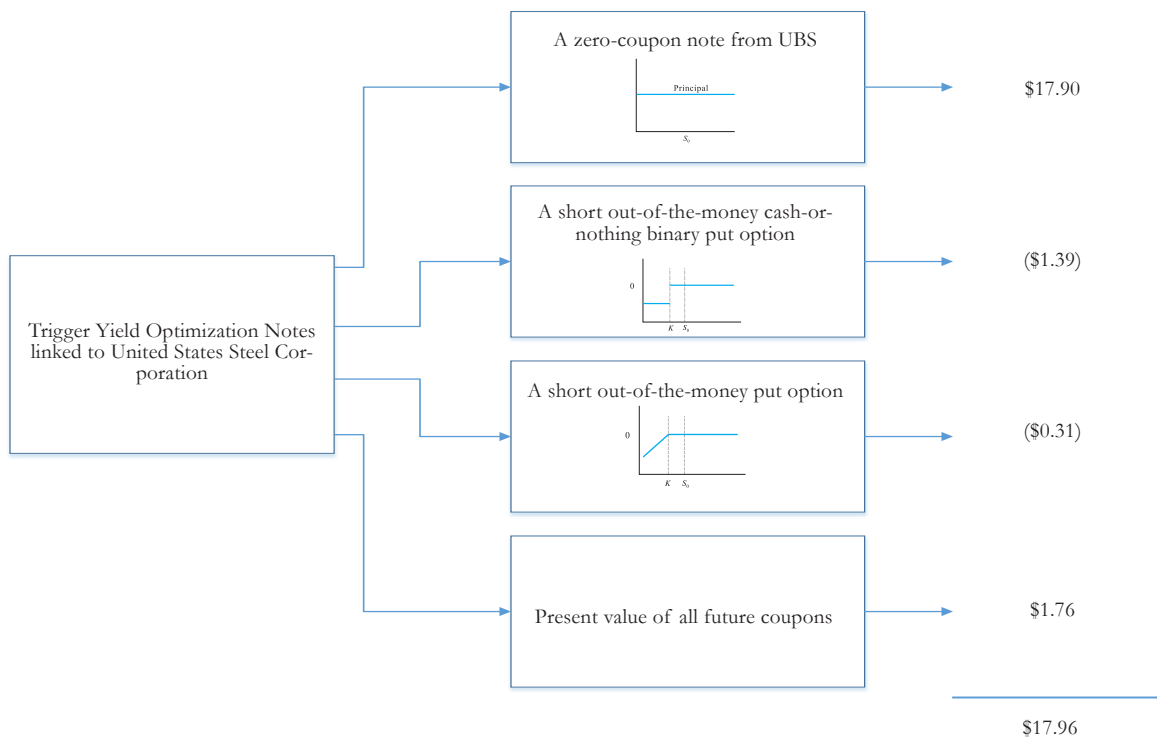 A zero-coupon note from UBS
Principal
S₀
$17.90
A short out-of-the-money cash-or-
nothing binary put option
0
K
S₀
($1.39)
Trigger Yield Optimization Notes
linked to United States Steel Cor-
poration
A short out-of-the-money put option
0
K
S₀
($0.31)
Present value of all future coupons
$1.76
$17.96